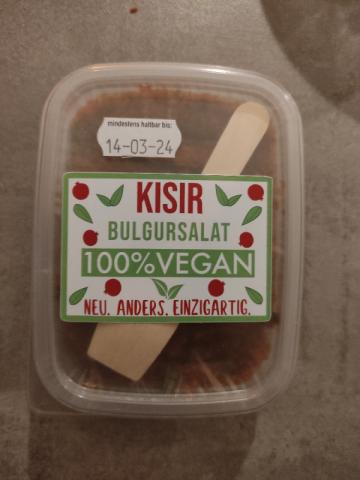 mindestens haltbar bis:
14-03-24
KISIR
BULGURSALAT
100% VEGAN
NEU. ANDERS. EINZIGARTIG.